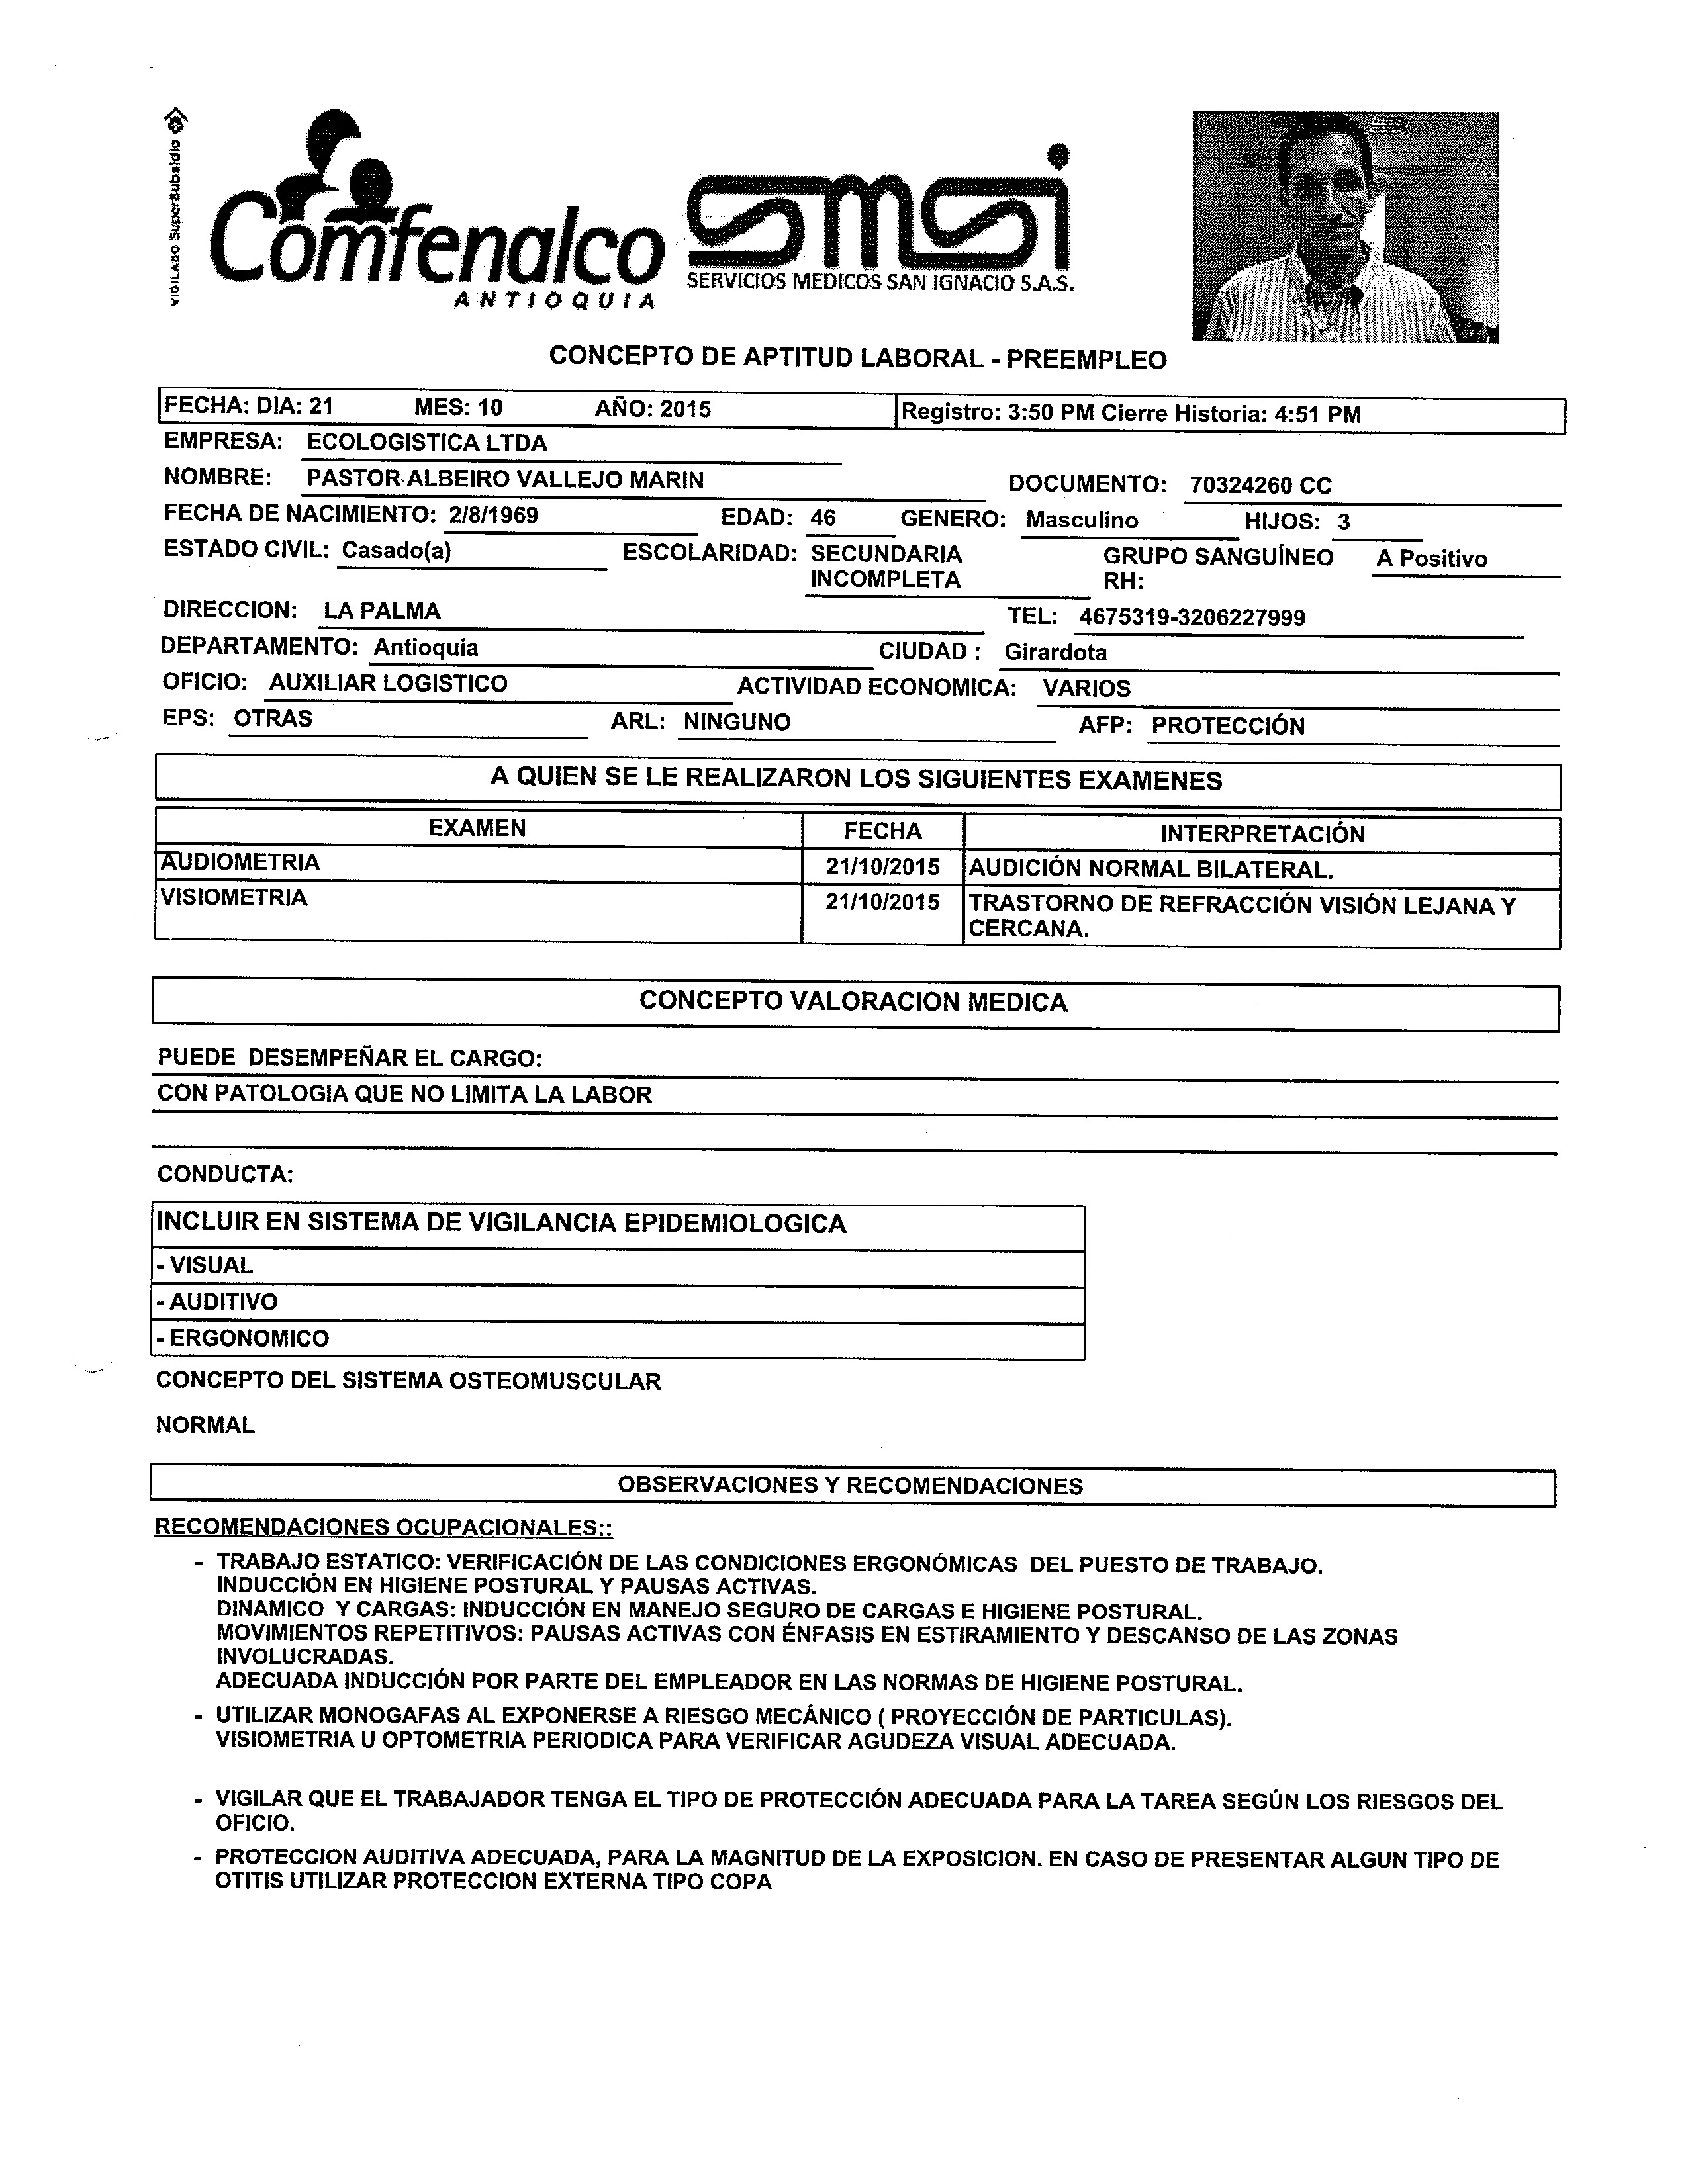 VIGILADO SuperSubsidio
Comfenalco
ANTIOQUIA
smsi
SERVICIOS MEDICOS SAN IGNACIO S.A.S.
CONCEPTO DE APTITUD LABORAL - PREEMPLEO
FECHA: DIA: 21 MES: 10 AÑO: 2015 Registro: 3:50 PM Cierre Historia: 4:51 PM
EMPRESA: ECOLOGISTICA LTDA
NOMBRE: PASTOR ALBEIRO VALLEJO MARIN DOCUMENTO: 70324260 CC
FECHA DE NACIMIENTO: 2/8/1969 EDAD: 46 GENERO: Masculino HIJOS: 3
ESTADO CIVIL: Casado(a) ESCOLARIDAD: SECUNDARIA GRUPO SANGUÍNEO A Positivo
INCOMPLETA RH:
DIRECCION: LA PALMA TEL: 4675319-3206227999
DEPARTAMENTO: Antioquia CIUDAD : Girardota
OFICIO: AUXILIAR LOGISTICO ACTIVIDAD ECONOMICA: VARIOS
EPS: OTRAS ARL: NINGUNO AFP: PROTECCIÓN
A QUIEN SE LE REALIZARON LOS SIGUIENTES EXAMENES
EXAMEN FECHA INTERPRETACIÓN
AUDIOMETRIA 21/10/2015 AUDICIÓN NORMAL BILATERAL.
VISIOMETRIA 21/10/2015 TRASTORNO DE REFRACCIÓN VISIÓN LEJANA Y
CERCANA.
CONCEPTO VALORACION MEDICA
PUEDE DESEMPEÑAR EL CARGO:
CON PATOLOGIA QUE NO LIMITA LA LABOR
CONDUCTA:
INCLUIR EN SISTEMA DE VIGILANCIA EPIDEMIOLOGICA
- VISUAL
- AUDITIVO
- ERGONOMICO
CONCEPTO DEL SISTEMA OSTEOMUSCULAR
NORMAL
OBSERVACIONES Y RECOMENDACIONES
RECOMENDACIONES OCUPACIONALES::
- TRABAJO ESTATICO: VERIFICACIÓN DE LAS CONDICIONES ERGONÓMICAS DEL PUESTO DE TRABAJO.
INDUCCIÓN EN HIGIENE POSTURAL Y PAUSAS ACTIVAS.
DINAMICO Y CARGAS: INDUCCIÓN EN MANEJO SEGURO DE CARGAS E HIGIENE POSTURAL.
MOVIMIENTOS REPETITIVOS: PAUSAS ACTIVAS CON ÉNFASIS EN ESTIRAMIENTO Y DESCANSO DE LAS ZONAS
INVOLUCRADAS.
ADECUADA INDUCCIÓN POR PARTE DEL EMPLEADOR EN LAS NORMAS DE HIGIENE POSTURAL.
- UTILIZAR MONOGAFAS AL EXPONERSE A RIESGO MECÁNICO ( PROYECCIÓN DE PARTICULAS).
VISIOMETRIA U OPTOMETRIA PERIODICA PARA VERIFICAR AGUDEZA VISUAL ADECUADA.
- VIGILAR QUE EL TRABAJADOR TENGA EL TIPO DE PROTECCIÓN ADECUADA PARA LA TAREA SEGÚN LOS RIESGOS DEL
OFICIO.
- PROTECCION AUDITIVA ADECUADA, PARA LA MAGNITUD DE LA EXPOSICION. EN CASO DE PRESENTAR ALGUN TIPO DE
OTITIS UTILIZAR PROTECCION EXTERNA TIPO COPA